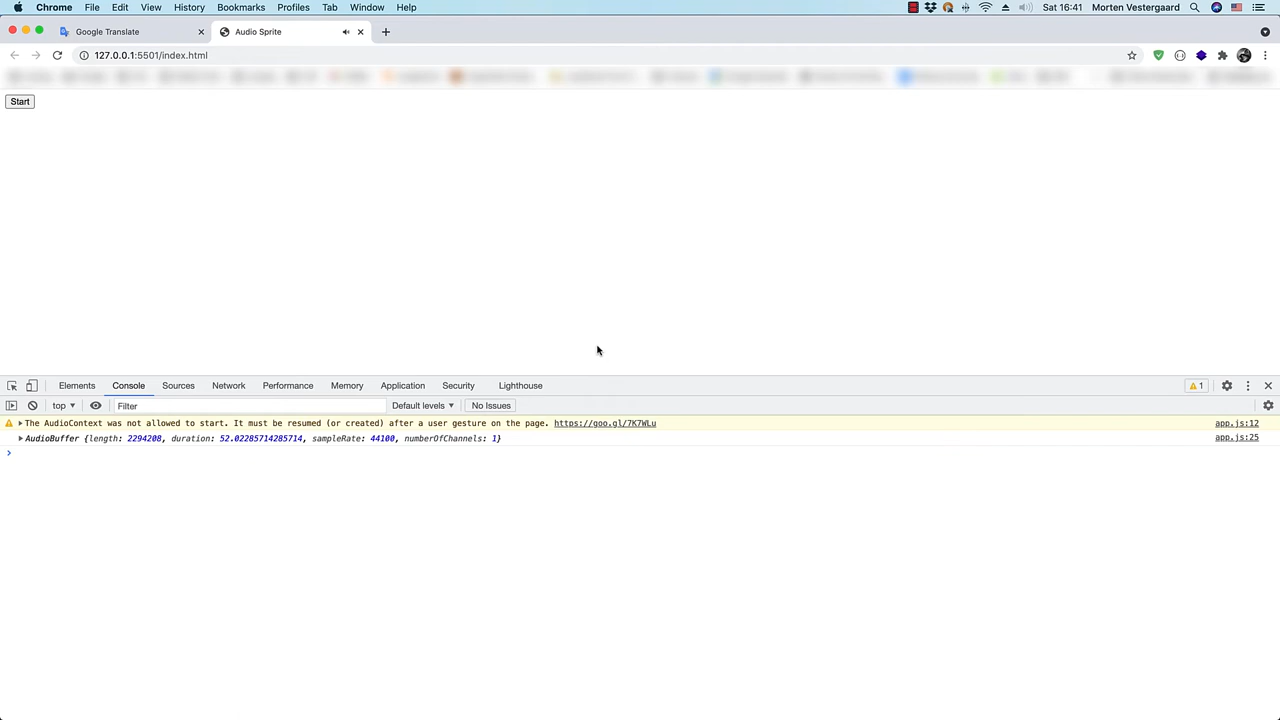 Chrome File Edit View History Bookmarks Profiles Tab Window Help Sat 16:41 Morten Vestergaard
Google Translate Audio Sprite
127.0.0.1:5501/index.html
Start
Elements Console Sources Network Performance Memory Application Security Lighthouse 1
top Filter Default levels No Issues
The AudioContext was not allowed to start. It must be resumed (or created) after a user gesture on the page. https://goo.gl/7K7WLu app.js:12
AudioBuffer {length: 2294208, duration: 52.02285714285714, sampleRate: 44100, numberOfChannels: 1} app.js:25